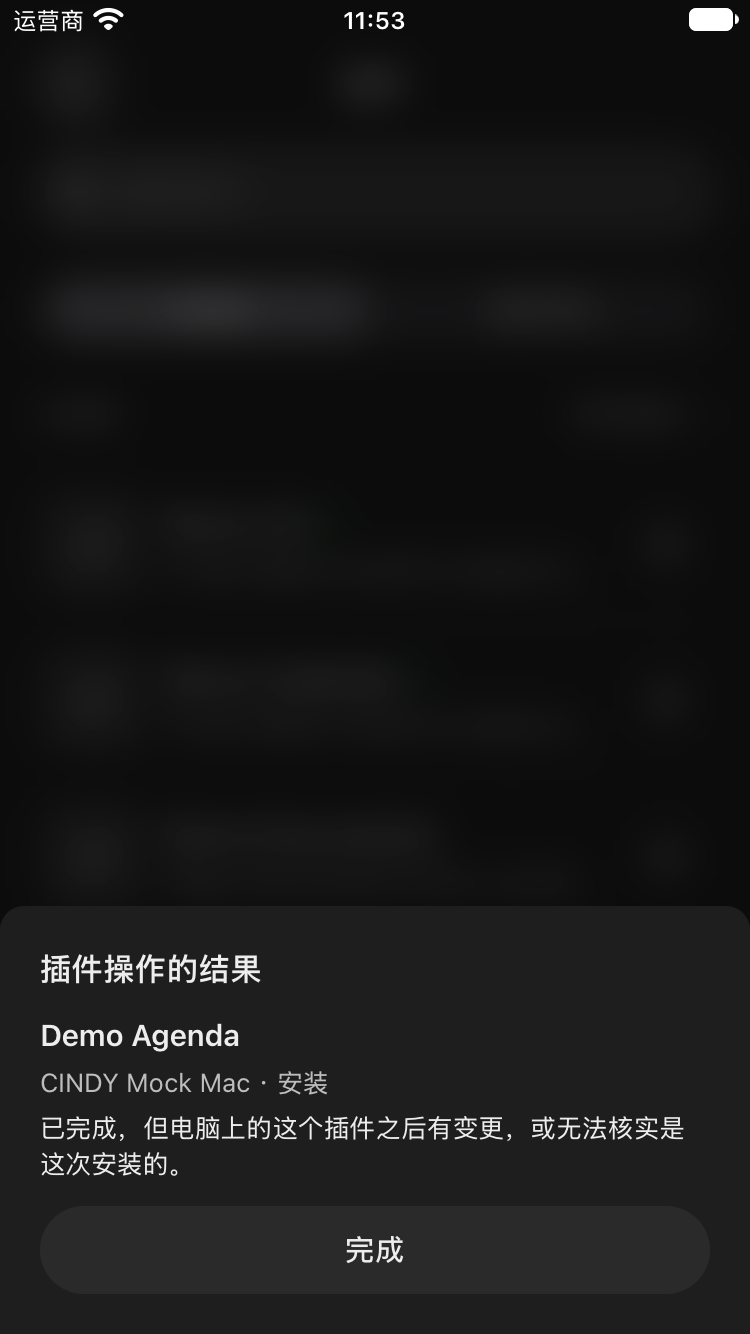 运营商
11:53
插件操作的结果
Demo Agenda
CINDY Mock Mac · 安装
已完成，但电脑上的这个插件之后有变更，或无法核实是
这次安装的。
完成